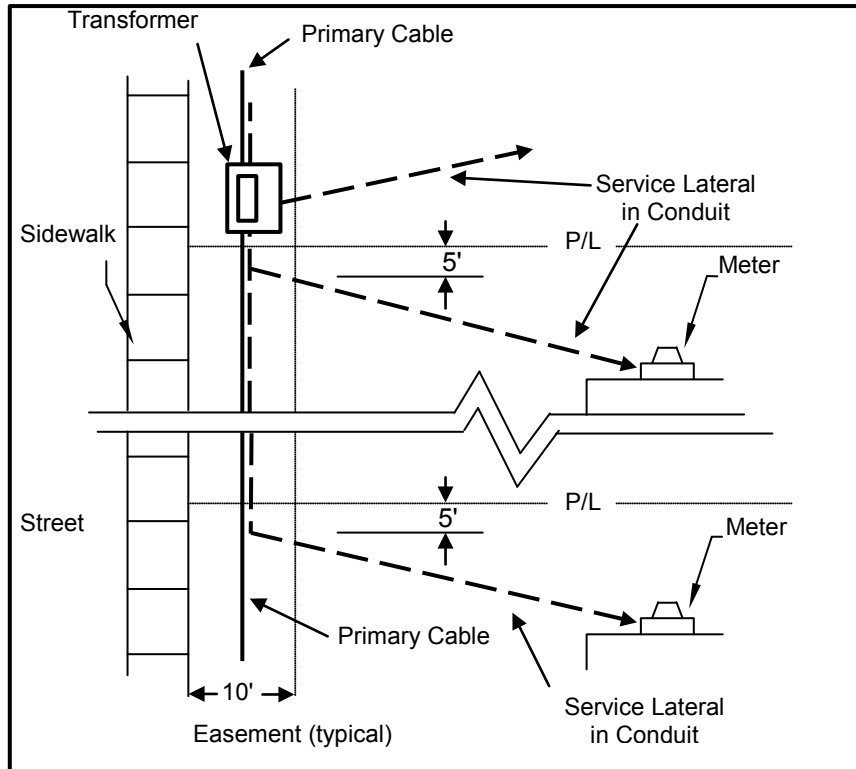 Transformer
Primary Cable
Service Lateral
in Conduit
Sidewalk
P/L
5'
Meter
P/L
Street
5'
Meter
Primary Cable
10'
Service Lateral
in Conduit
Easement (typical)